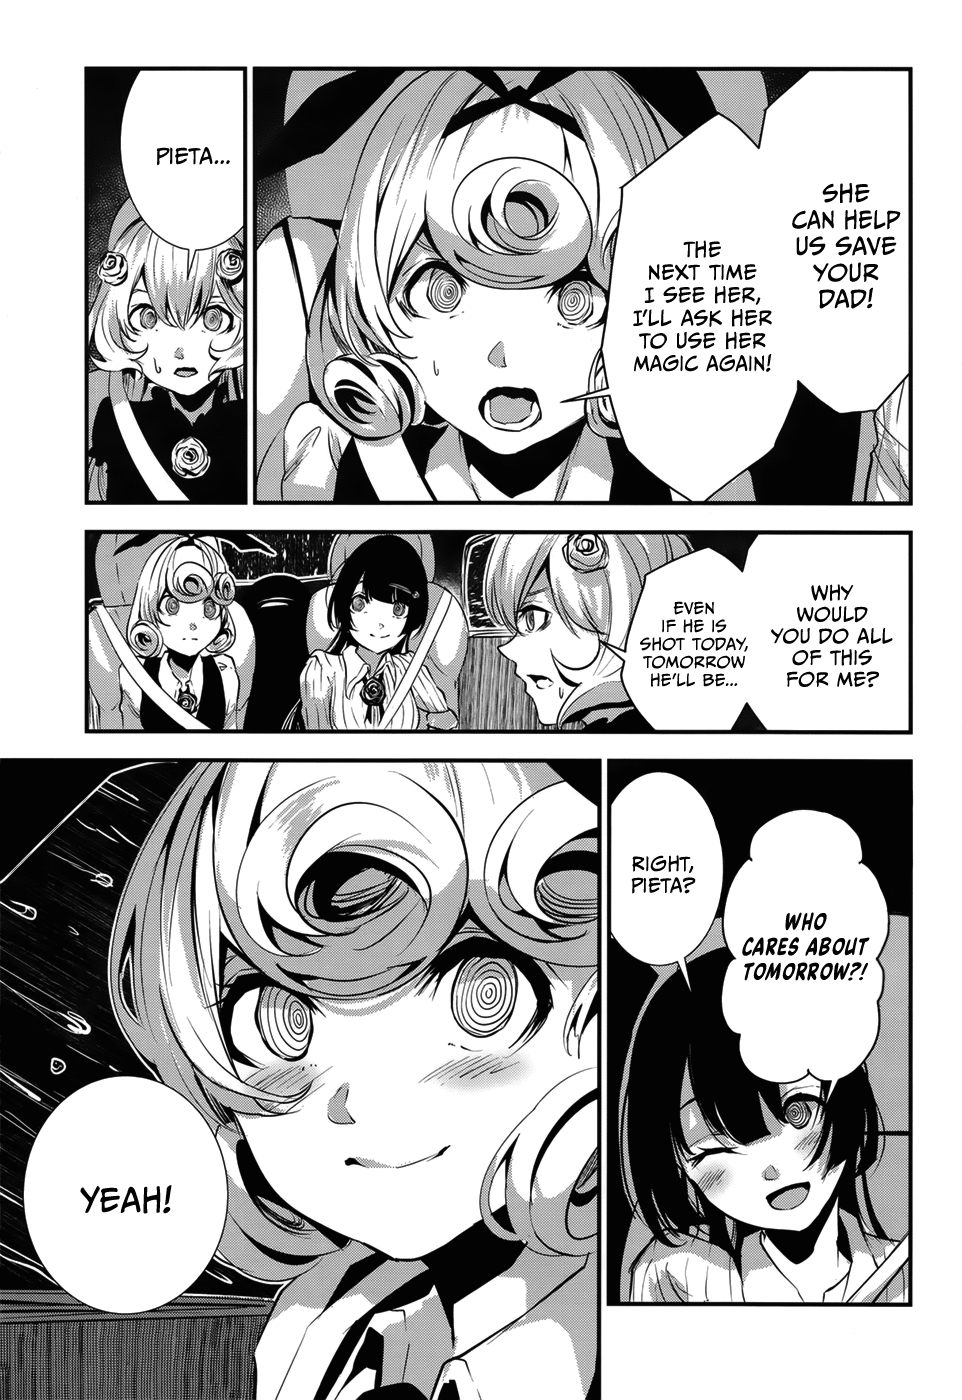 SHE
CAN HELP
US SAVE
YOUR
DAD!
THE
NEXT TIME
I SEE HER,
I'LL ASK HER
TO USE HER
MAGIC AGAIN!
PIETA...
WHY
WOULD
YOU DO ALL
OF THIS
FOR ME?
EVEN
IF HE IS
SHOT TODAY,
TOMORROW
HE'LL BE...
WHO
CARES ABOUT
TOMORROW?!
RIGHT,
PIETA?
YEAH!